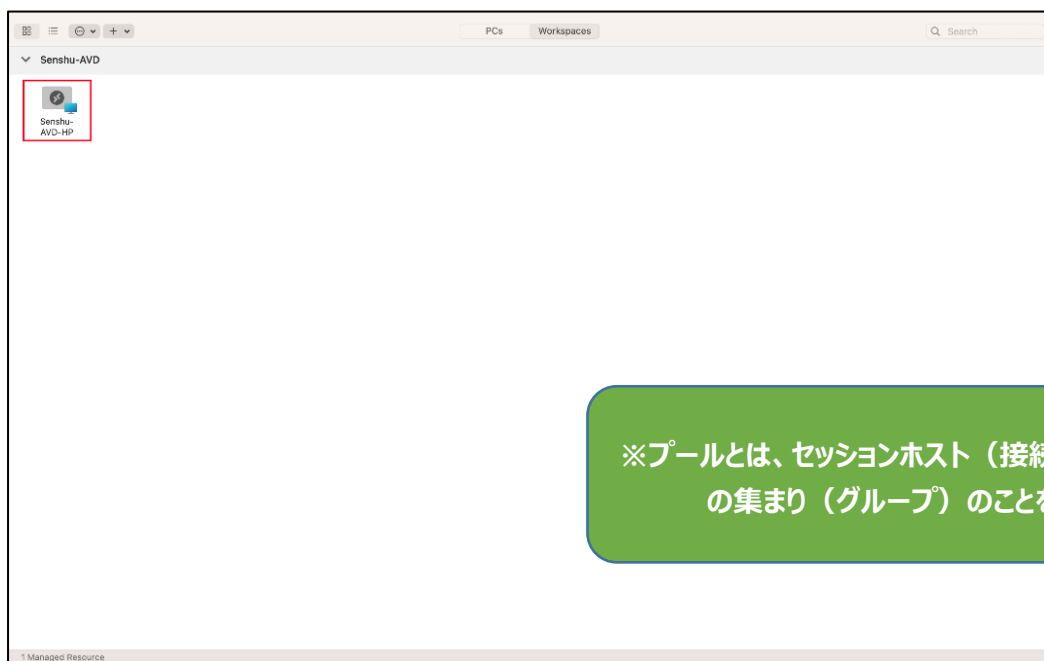 PCs Workspaces Search
Senshu-AVD
Senshu-
AVD-HP
※プールとは、セッションホスト（接続
の集まり（グループ）のことを
1 Managed Resource